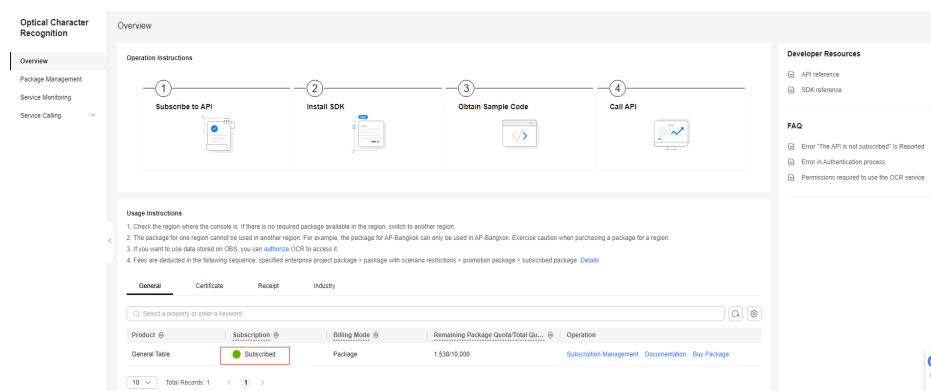 Optical Character
Recognition
Overview
Package Management
Service Monitoring
Service Calling
Overview
Operation Instructions
1
Subscribe to API
2
Install SDK
3
Obtain Sample Code
4
Call API
Usage Instructions
1. Check the region where the console is. If there is no required package available in the region, switch to another region.
2. The package for one region cannot be used in another region. For example, the package for AP-Bangkok can only be used in AP-Bangkok. Exercise caution when purchasing a package for a region.
3. If you want to use data stored on OBS, you can authorize OCR to access it.
4. Fees are deducted in the following sequence: specified enterprise project package > package with scenario restrictions > promotion package > subscribed package. Details
General Certificate Receipt Industry
Select a property or enter a keyword.
Product Subscription Billing Mode Remaining Package Quota/Total Qu... Operation
General Table Subscribed Package 1,538/10,000 Subscription Management Documentation Buy Package
10 Total Records: 1 < 1 >
Developer Resources
API reference
SDK reference
FAQ
Error "The API is not subscribed" Is Reported
Error in Authentication process
Permissions required to use the OCR service